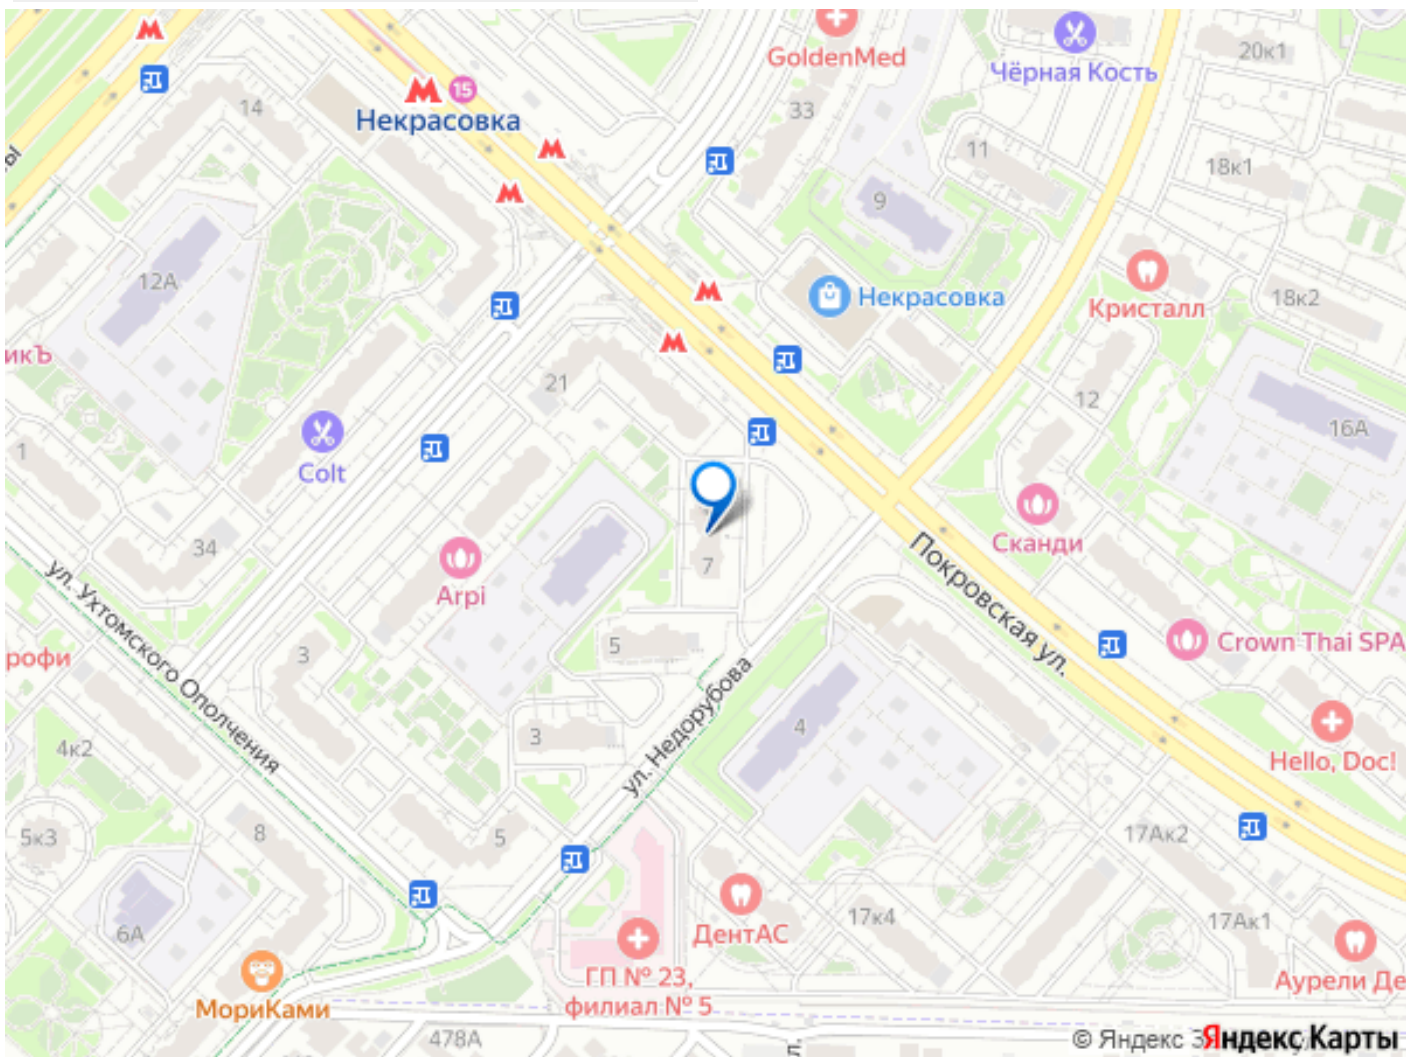 GoldenMed
Чёрная Кость
20к1
14
15
Некрасовка
33
11
18к1
9
12А
Некрасовка
Кристалл
18к2
икЪ
21
12
16А
1
Colt
34
Сканди
Покровская ул.
7
Arpi
ул. Ухтомского Ополчения
рофи
3
5
Crown Thai SPA
ул. Недорубова
4к2
3
4
Hello, Doc!
5к3
8
5
17Ак2
6А
ДентАС
17к4
17Ак1
ГП № 23,
филиал № 5
Аурели Де
МориКами
478А
л.
© Яндекс
Яндекс Карты